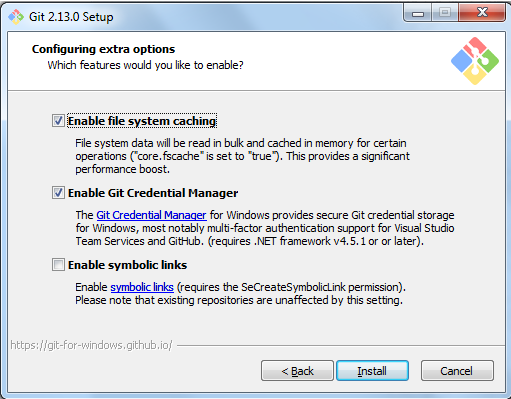 Git 2.13.0 Setup
Configuring extra options
Which features would you like to enable?
Enable file system caching
File system data will be read in bulk and cached in memory for certain
operations ("core.fscache" is set to "true"). This provides a significant
performance boost.
Enable Git Credential Manager
The Git Credential Manager for Windows provides secure Git credential storage
for Windows, most notably multi-factor authentication support for Visual Studio
Team Services and GitHub. (requires .NET framework v4.5.1 or or later).
Enable symbolic links
Enable symbolic links (requires the SeCreateSymbolicLink permission).
Please note that existing repositories are unaffected by this setting.
https://git-for-windows.github.io/
< Back Install Cancel